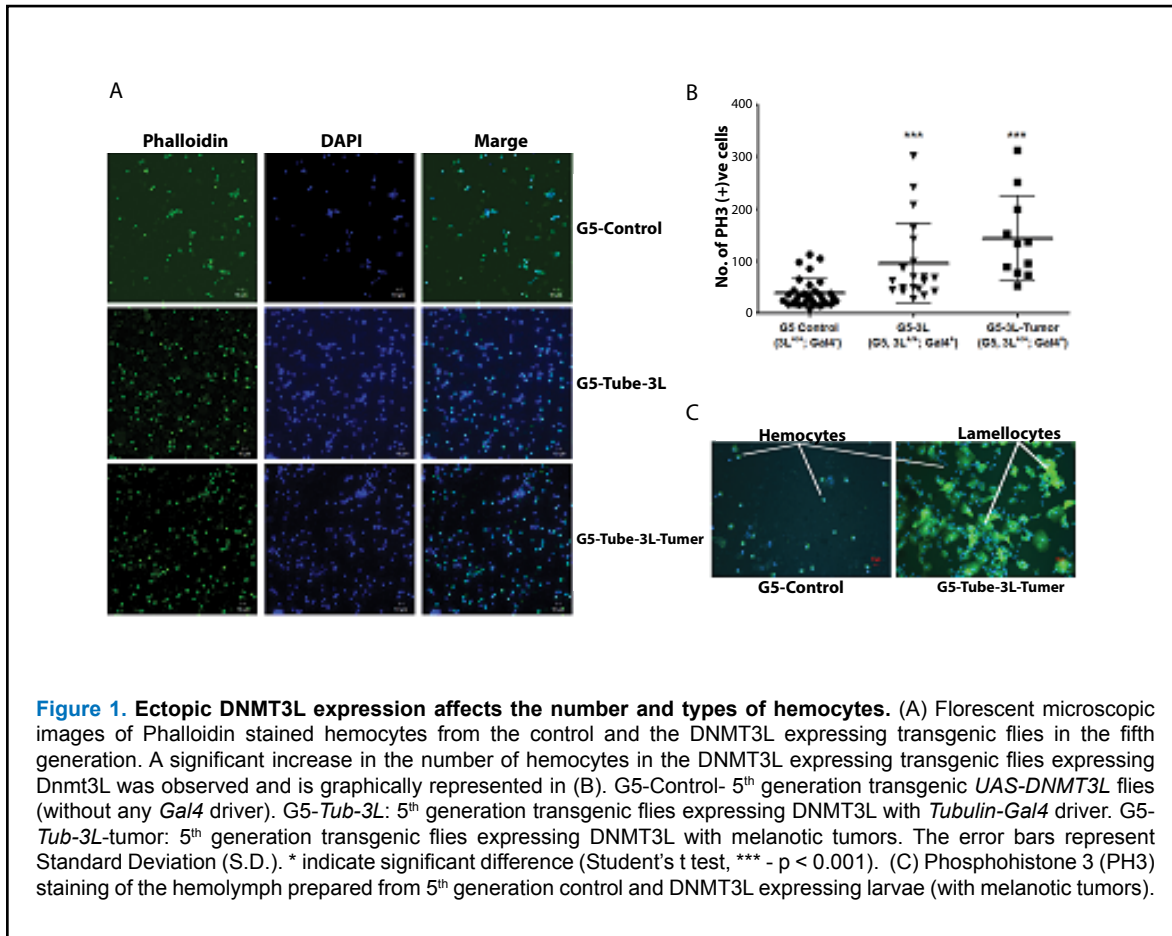 A
Phalloidin DAPI Marge
G5-Control
G5-Tube-3L
G5-Tube-3L-Tumer
B
No. of PH3 (+)ve cells
400
300
200
100
0
***
***
G5 Control
G5-3L
G5-3L-Tumor
C
Hemocytes Lamellocytes
G5-Control G5-Tube-3L-Tumer
Figure 1. Ectopic DNMT3L expression affects the number and types of hemocytes. (A) Florescent microscopic
images of Phalloidin stained hemocytes from the control and the DNMT3L expressing transgenic flies in the fifth
generation. A significant increase in the number of hemocytes in the DNMT3L expressing transgenic flies expressing
Dnmt3L was observed and is graphically represented in (B). G5-Control- 5th generation transgenic UAS-DNMT3L flies
(without any Gal4 driver). G5-Tub-3L: 5th generation transgenic flies expressing DNMT3L with Tubulin-Gal4 driver. G5-
Tub-3L-tumor: 5th generation transgenic flies expressing DNMT3L with melanotic tumors. The error bars represent
Standard Deviation (S.D.). * indicate significant difference (Student's t test, *** - p < 0.001). (C) Phosphohistone 3 (PH3)
staining of the hemolymph prepared from 5th generation control and DNMT3L expressing larvae (with melanotic tumors).